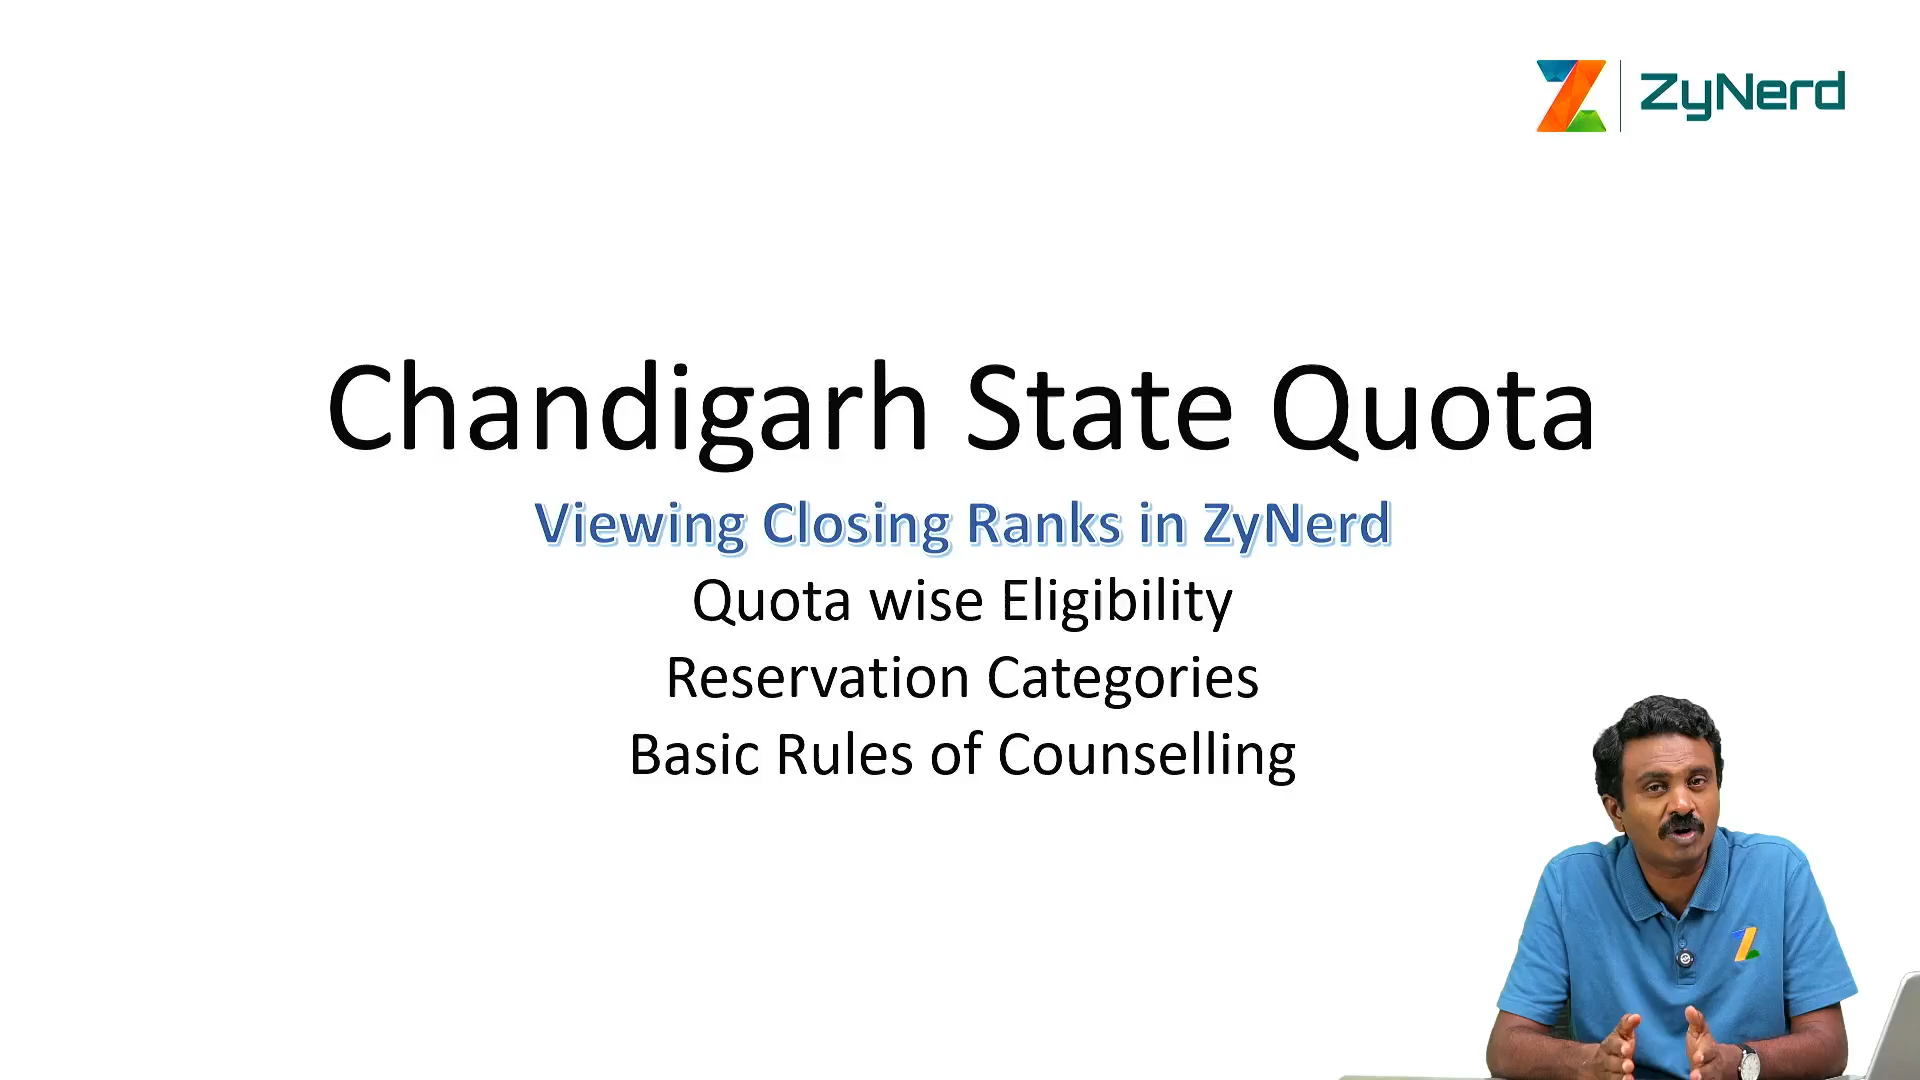 ZyNerd
Chandigarh State Quota
Viewing Closing Ranks in ZyNerd
Quota wise Eligibility
Reservation Categories
Basic Rules of Counselling